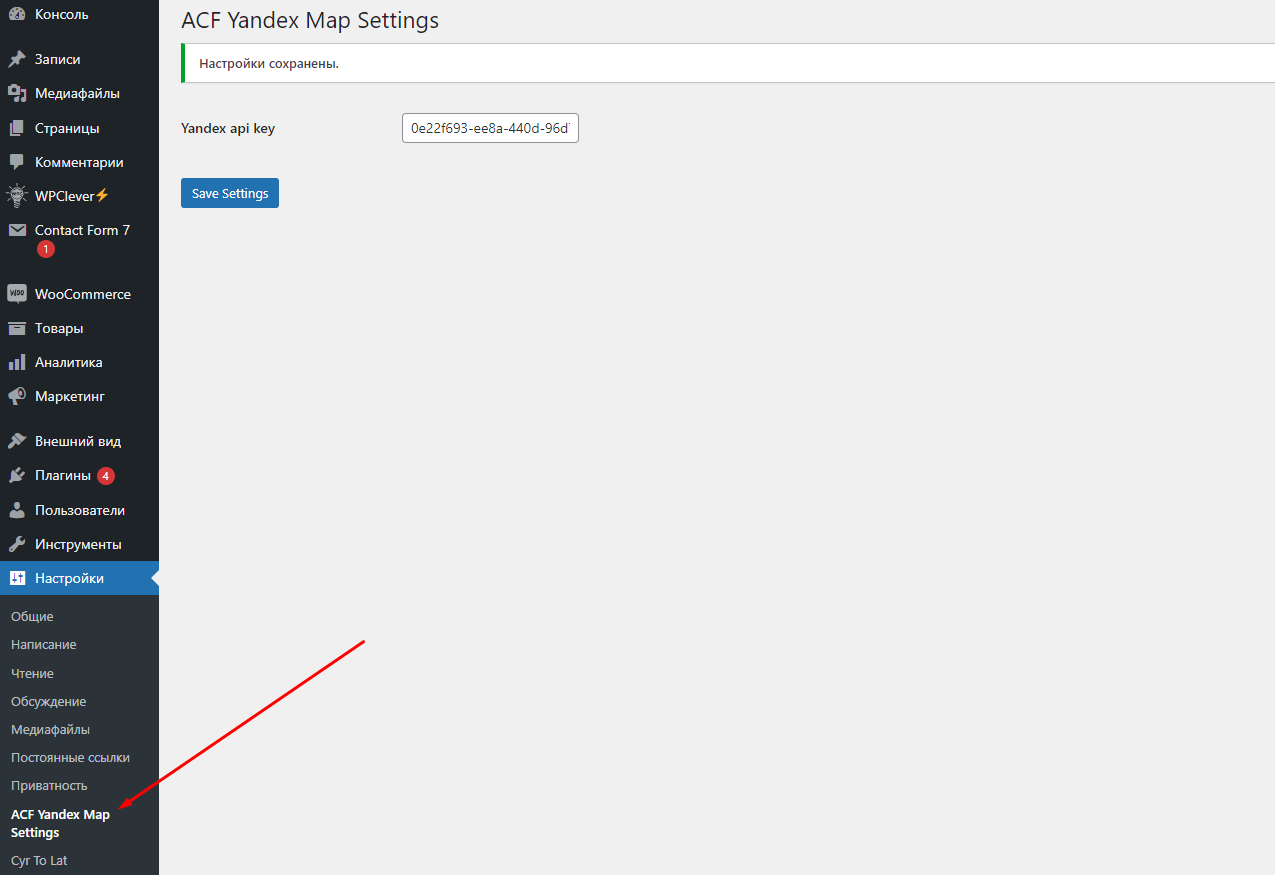 Консоль
Записи
Медиафайлы
Страницы
Комментарии
WPClever⚡
Contact Form 7
1
WooCommerce
Товары
Аналитика
Маркетинг
Внешний вид
Плагины 4
Пользователи
Инструменты
Настройки
Общие
Написание
Чтение
Обсуждение
Медиафайлы
Постоянные ссылки
Приватность
ACF Yandex Map
Settings
Cyr To Lat
ACF Yandex Map Settings
Настройки сохранены.
Yandex api key
0e22f693-ee8a-440d-96d
Save Settings